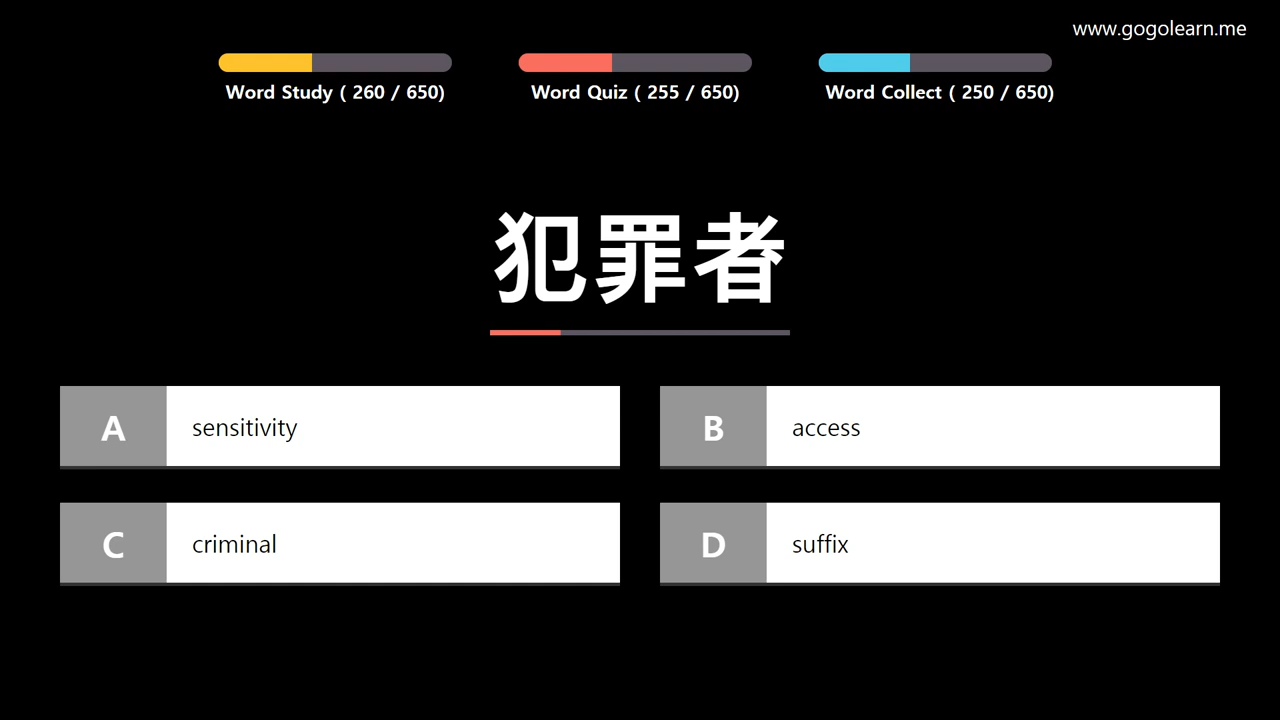 www.gogolearn.me
Word Study ( 260 / 650)
Word Quiz ( 255 / 650)
Word Collect ( 250 / 650)
犯罪者
A sensitivity
B access
C criminal
D suffix